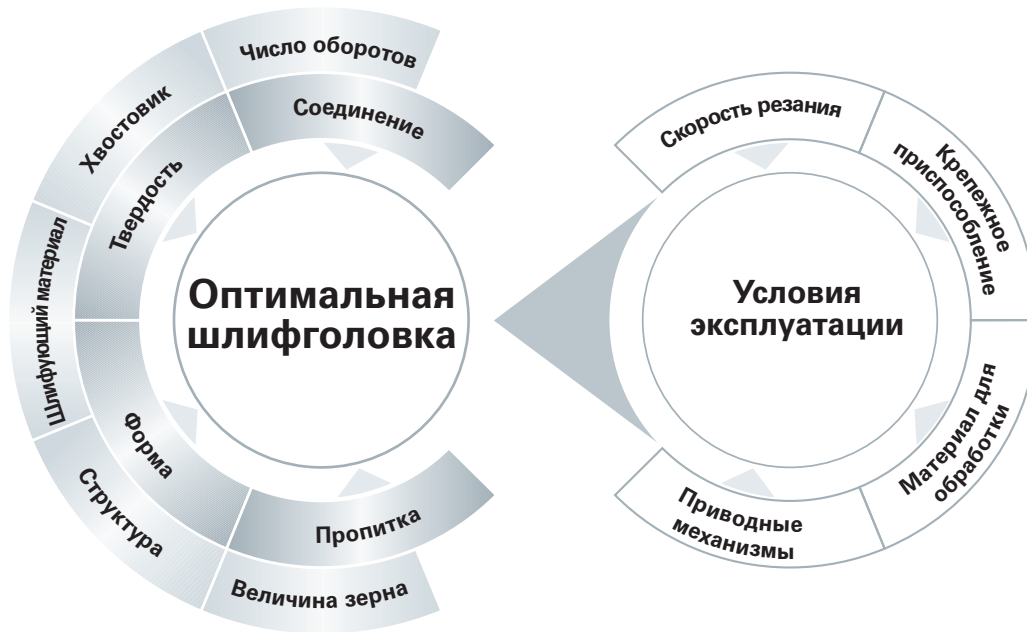 Число оборотов
Соединение
Хвостовик
Твердость
Шлифующий материал
Оптимальная
шлифголовка
Форма
Структура
Пропитка
Величина зерна
Скорость резания
Крепежное
приспособление
Условия
эксплуатации
Материал для
обработки
Приводные
механизмы